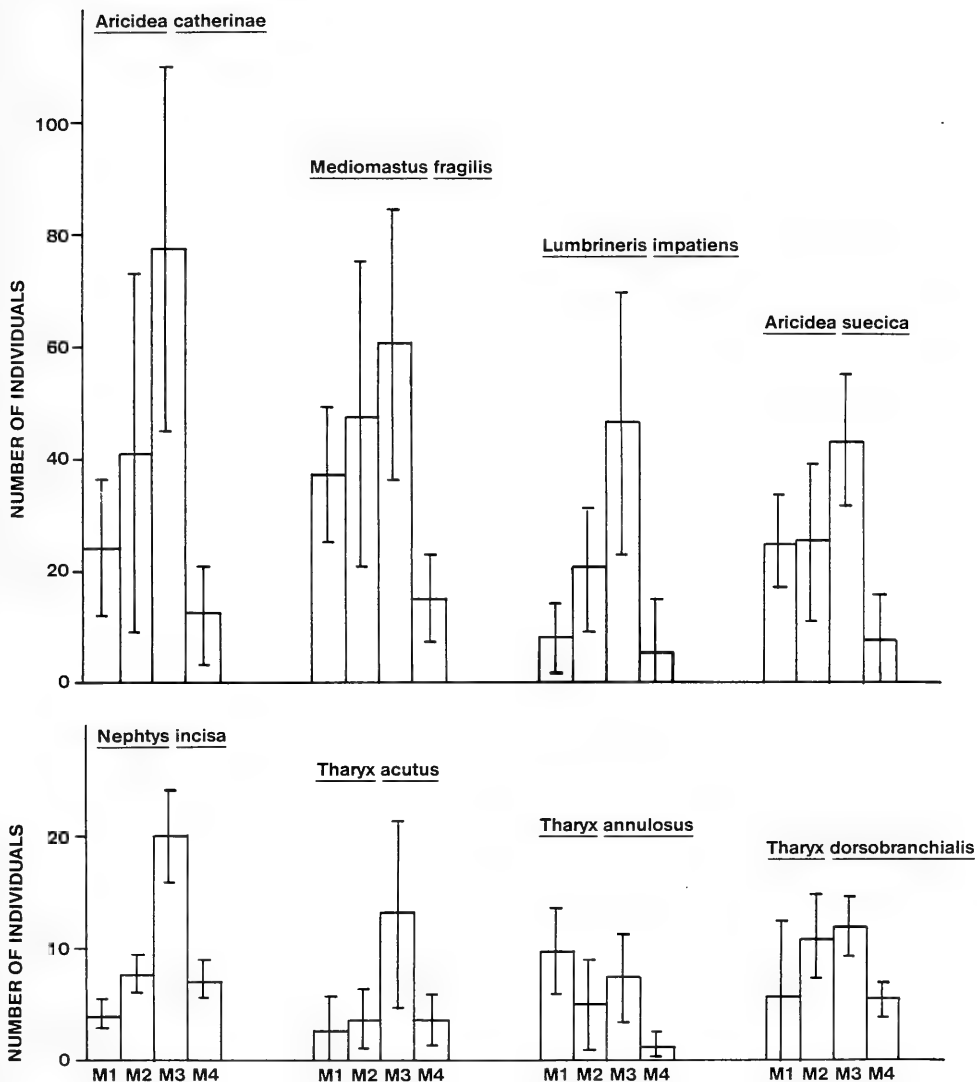 Aricidea catherinae
100
Mediomastus fragilis
80
Lumbrineris impatiens
Aricidea suecica
60
40
20
0
NUMBER OF INDIVIDUALS
Nephtys incisa
Tharyx acutus
Tharyx annulosus
Tharyx dorsobranchialis
20
10
0
NUMBER OF INDIVIDUALS
M1 M2 M3 M4 M1 M2 M3 M4 M1 M2 M3 M4 M1 M2 M3 M4